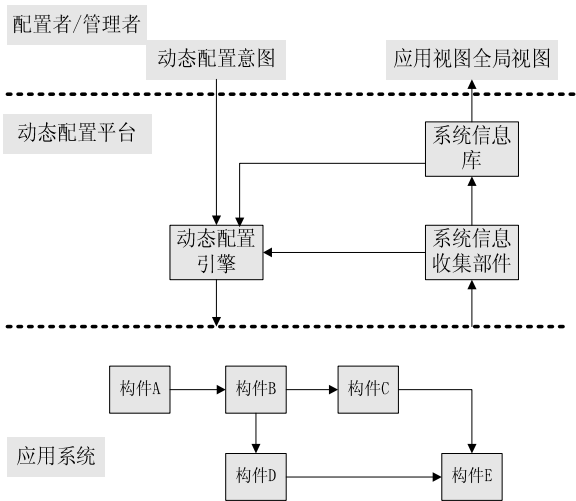 配置者/管理者
动态配置意图
应用视图全局视图
动态配置平台
系统信息
库
动态配置
引擎
系统信息
收集部件
构件A
构件B
构件C
应用系统
构件D
构件E